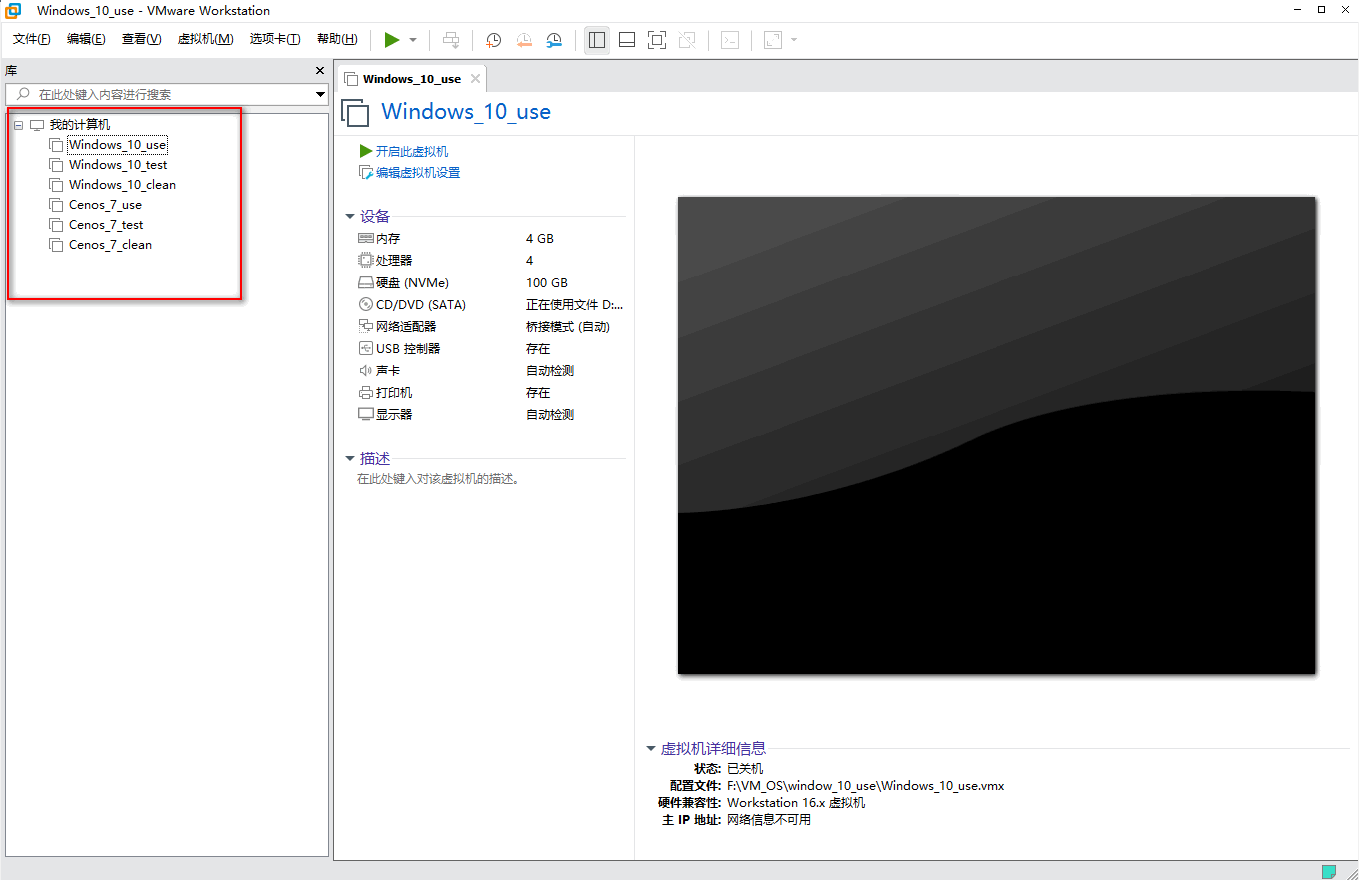 Windows_10_use - VMware Workstation
文件(F) 编辑(E) 查看(V) 虚拟机(M) 选项卡(T) 帮助(H)
库
在此处键入内容进行搜索
我的计算机
Windows_10_use
Windows_10_test
Windows_10_clean
Cenos_7_use
Cenos_7_test
Cenos_7_clean
Windows_10_use
Windows_10_use
开启此虚拟机
编辑虚拟机设置
设备
内存 4 GB
处理器 4
硬盘 (NVMe) 100 GB
CD/DVD (SATA) 正在使用文件 D:...
网络适配器 桥接模式 (自动)
USB 控制器 存在
声卡 自动检测
打印机 存在
显示器 自动检测
描述
在此处键入对该虚拟机的描述。
虚拟机详细信息
状态: 已关机
配置文件: F:\VM_OS\window_10_use\Windows_10_use.vmx
硬件兼容性: Workstation 16.x 虚拟机
主 IP 地址: 网络信息不可用